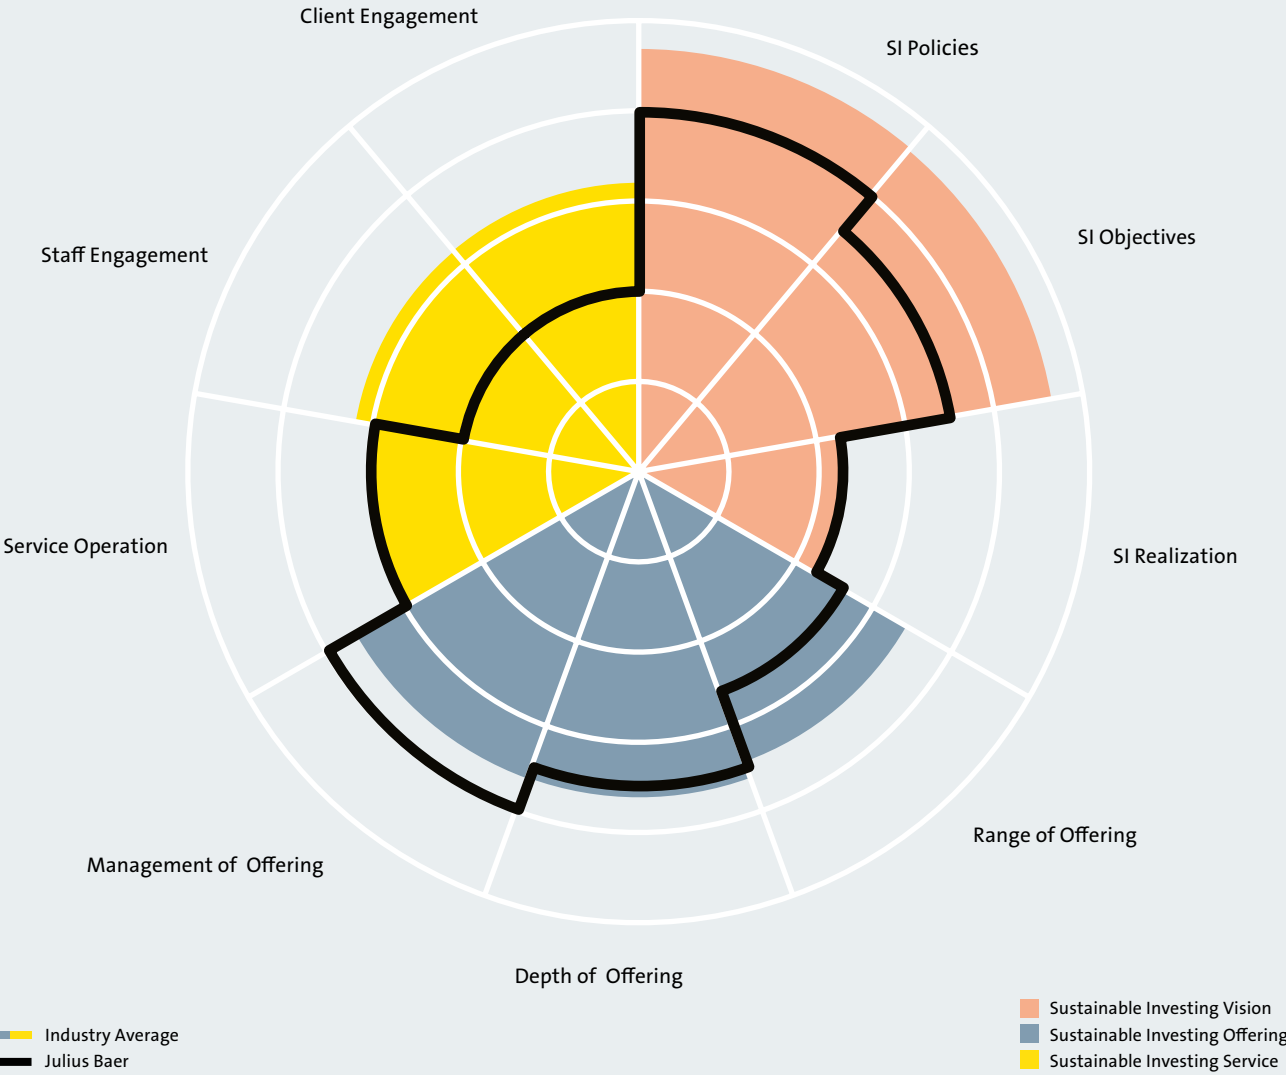 Client Engagement
SI Policies
SI Objectives
Staff Engagement
Service Operation
SI Realization
Range of Offering
Management of Offering
Depth of Offering
Industry Average
Julius Baer
Sustainable Investing Vision
Sustainable Investing Offering
Sustainable Investing Service